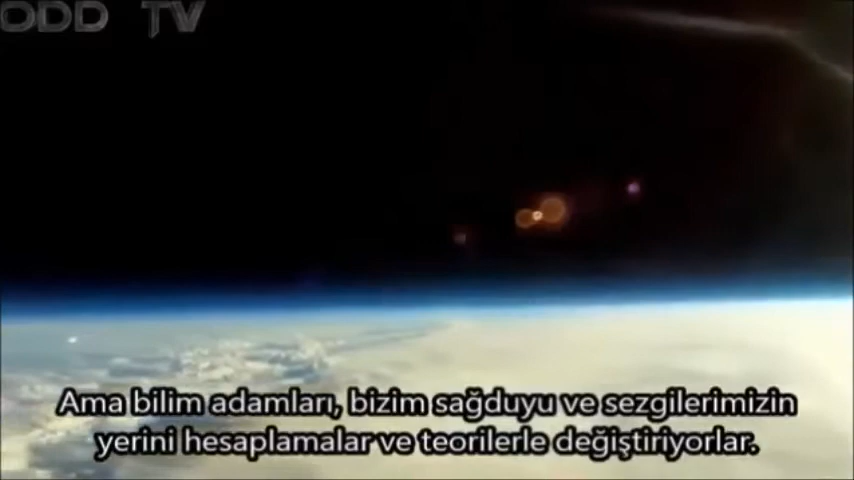 ODD TV
Ama bilim adamları, bizim sağduyu ve sezgilerimizin
yerini hesaplamalar ve teorilerle değiştiriyorlar.